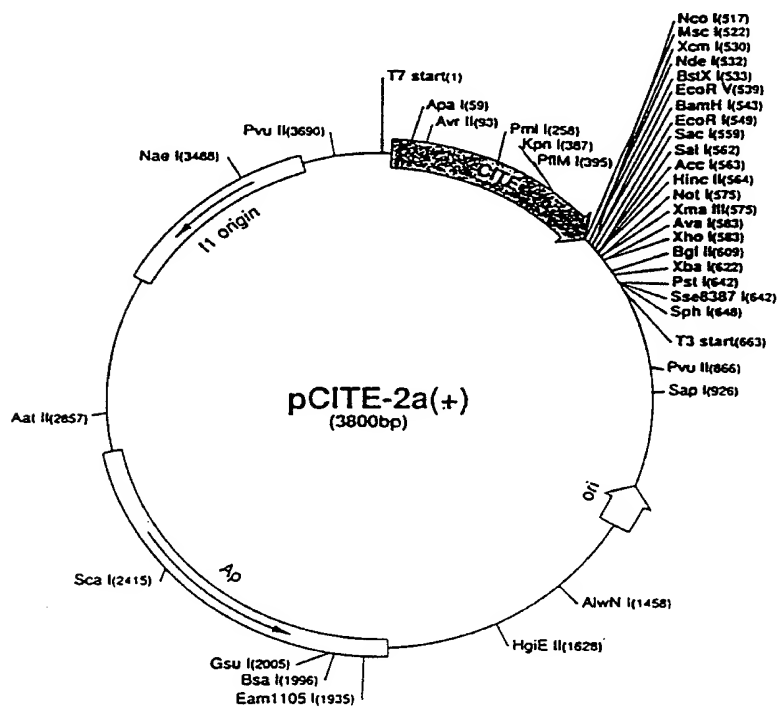 Nco I(517)
Msc I(522)
Xcm I(530)
Nde I(532)
BstX I(533)
EcoR V(539)
BamH I(543)
EcoR I(549)
Sac I(559)
Sal I(562)
Acc I(563)
Hinc II(564)
Not I(575)
Xma III(575)
Ava I(583)
Xho I(583)
Bgl II(609)
Xba I(622)
Pst I(642)
Sse8387 I(642)
Sph I(648)
T3 start(663)
T7 start(1)
Apa I(59)
Avr II(93)
Pml I(258)
Kpn I(387)
PflM I(395)
CITE
Pvu II(3690)
Nae I(3488)
f1 origin
Pvu II(866)
Sap I(926)
pCITE-2a(+)
(3800bp)
Aat II(2857)
ori
Ap
Sca I(2415)
AlwN I(1458)
HgiE II(1628)
Gsu I(2005)
Bsa I(1996)
Eam1105 I(1935)